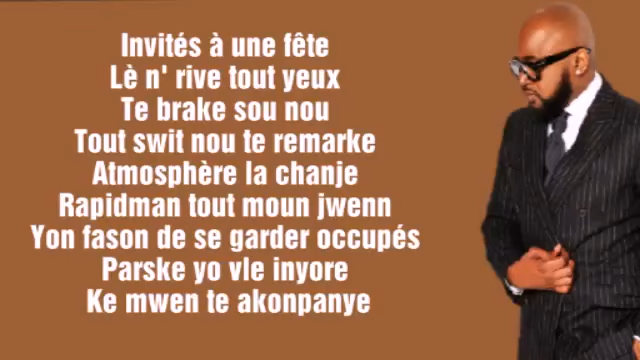 Invités à une fête
Lè n' rive tout yeux
Te brake sou nou
Tout swit nou te remarke
Atmosphère la chanje
Rapidman tout moun jwenn
Yon fason de se garder occupés
Parske yo vle inyore
Ke mwen te akonpanye